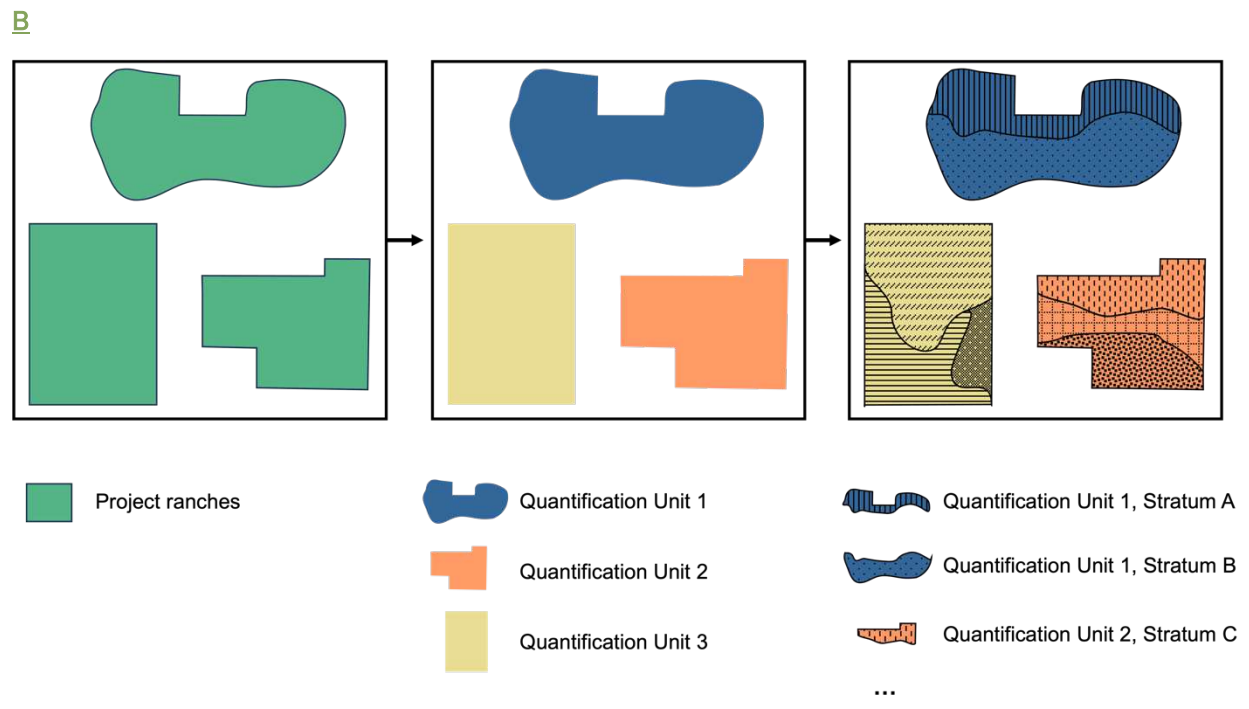 B
Project ranches
Quantification Unit 1
Quantification Unit 2
Quantification Unit 3
Quantification Unit 1, Stratum A
Quantification Unit 1, Stratum B
Quantification Unit 2, Stratum C
...